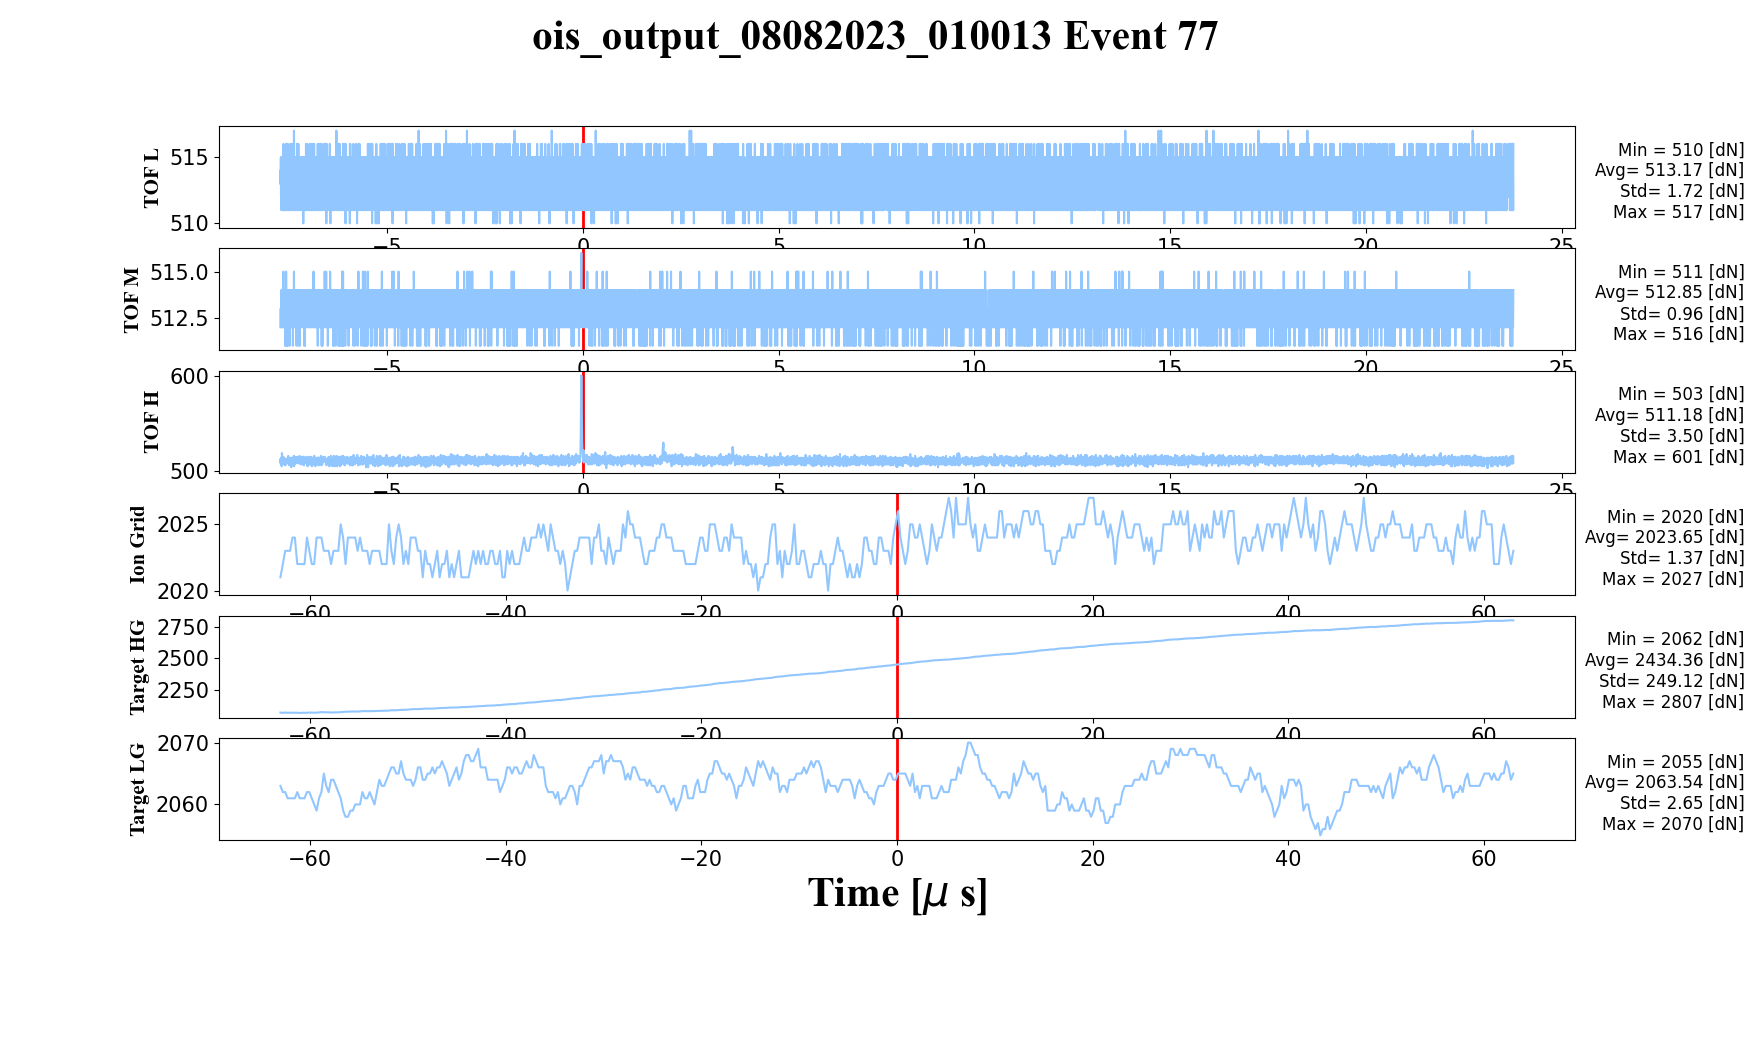 ois_output_08082023_010013 Event 77
TOF L
515
510
Min = 510 [dN]
Avg= 513.17 [dN]
Std= 1.72 [dN]
Max = 517 [dN]
−5 0 5 10 15 20 25
TOF M
515.0
512.5
Min = 511 [dN]
Avg= 512.85 [dN]
Std= 0.96 [dN]
Max = 516 [dN]
−5 0 5 10 15 20 25
TOF H
600
500
Min = 503 [dN]
Avg= 511.18 [dN]
Std= 3.50 [dN]
Max = 601 [dN]
−5 0 5 10 15 20 25
Ion Grid
2025
2020
Min = 2020 [dN]
Avg= 2023.65 [dN]
Std= 1.37 [dN]
Max = 2027 [dN]
−60 −40 −20 0 20 40 60
Target HG
2750
2500
2250
Min = 2062 [dN]
Avg= 2434.36 [dN]
Std= 249.12 [dN]
Max = 2807 [dN]
−60 −40 −20 0 20 40 60
Target LG
2070
2060
Min = 2055 [dN]
Avg= 2063.54 [dN]
Std= 2.65 [dN]
Max = 2070 [dN]
−60 −40 −20 0 20 40 60
Time [μ s]